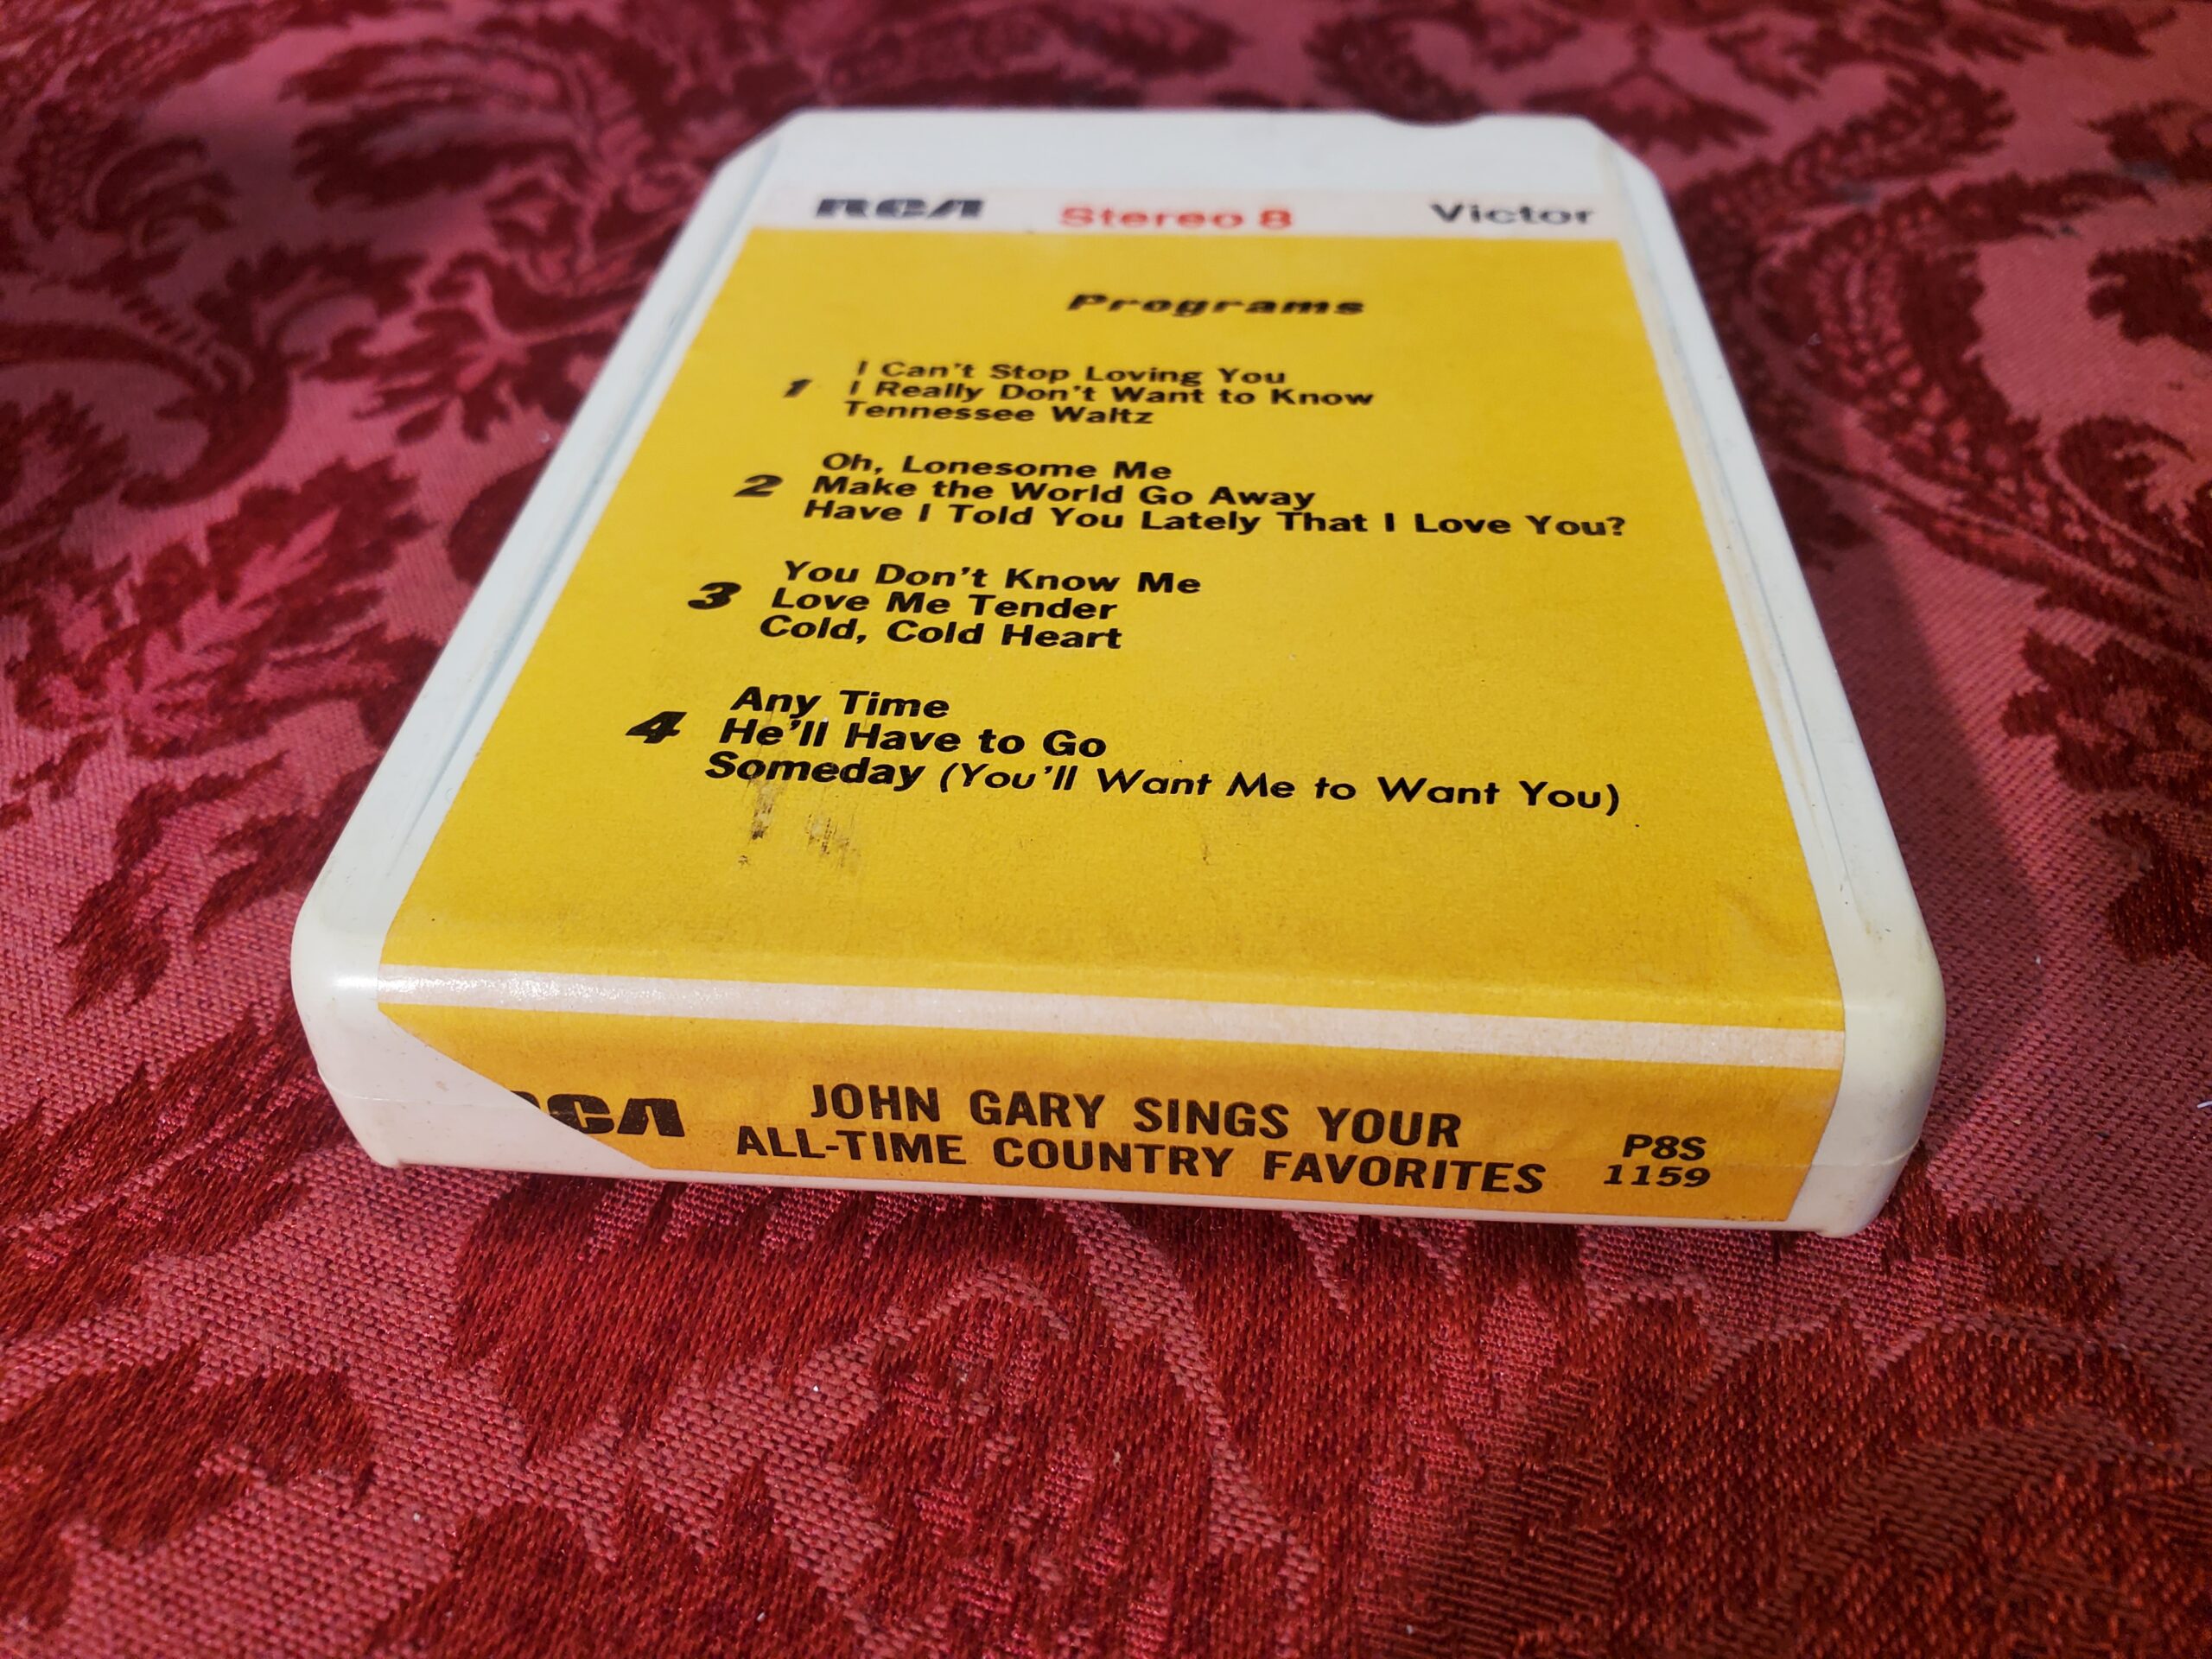 RCA Stereo 8 Victor
Programs
1
I Can't Stop Loving You
I Really Don't Want to Know
Tennessee Waltz
2
Oh, Lonesome Me
Make the World Go Away
Have I Told You Lately That I Love You?
3
You Don't Know Me
Love Me Tender
Cold, Cold Heart
4
Any Time
He'll Have to Go
Someday (You'll Want Me to Want You)
RCA
JOHN GARY SINGS YOUR
ALL-TIME COUNTRY FAVORITES
P8S
1159